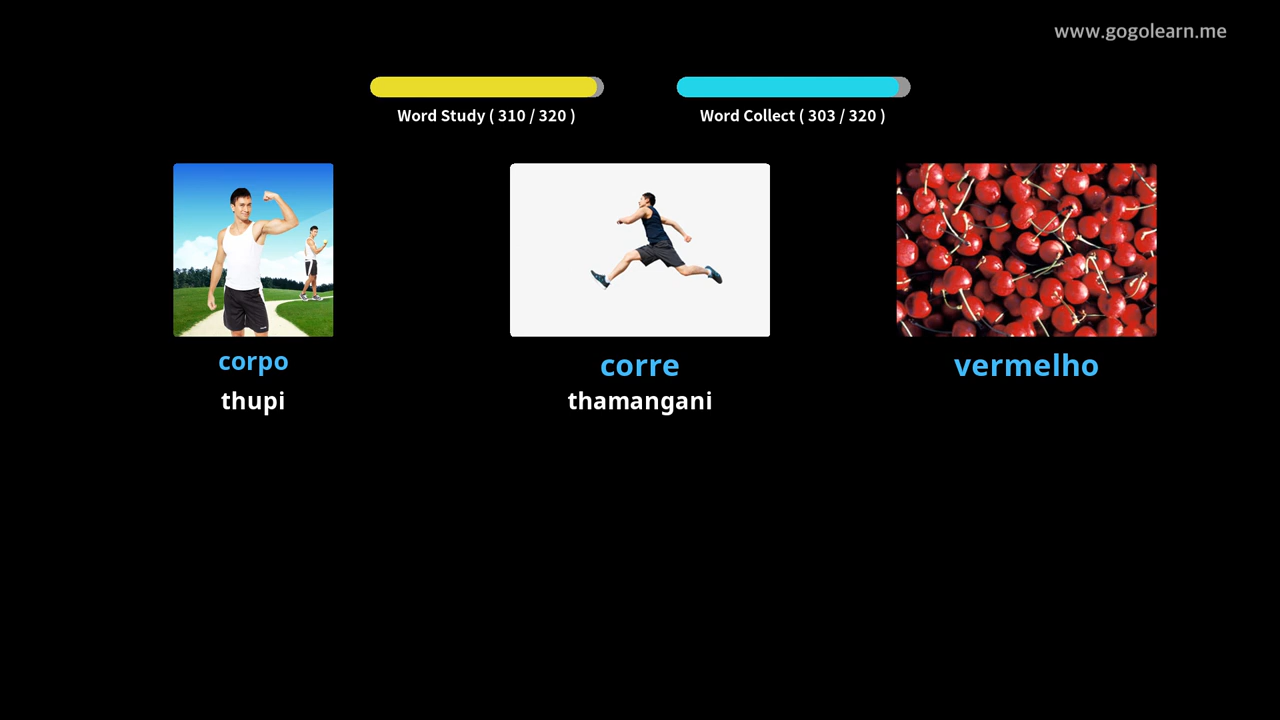 www.gogolearn.me
Word Study ( 310 / 320 )
Word Collect ( 303 / 320 )
corpo
corre
vermelho
thupi
thamangani